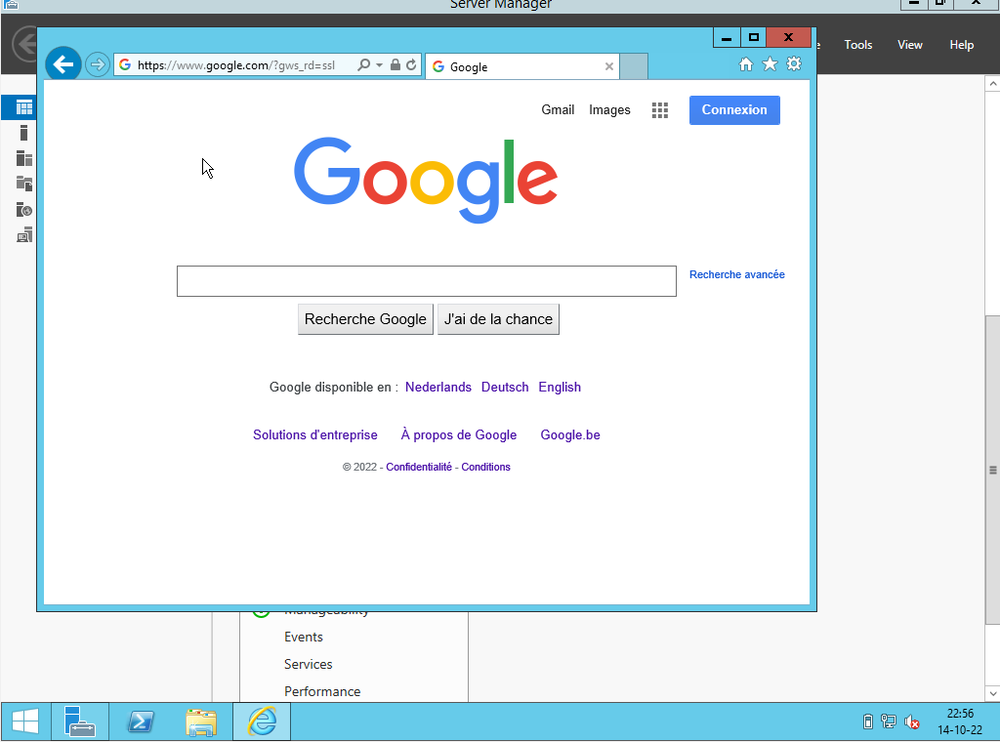 Server Manager
https://www.google.com/?gws_rd=ssl
Google
Tools View Help
Gmail Images Connexion
Google
Recherche avancée
Recherche Google J'ai de la chance
Google disponible en : Nederlands Deutsch English
Solutions d'entreprise À propos de Google Google.be
© 2022 - Confidentialité - Conditions
Manageability
Events
Services
Performance
22:56
14-10-22